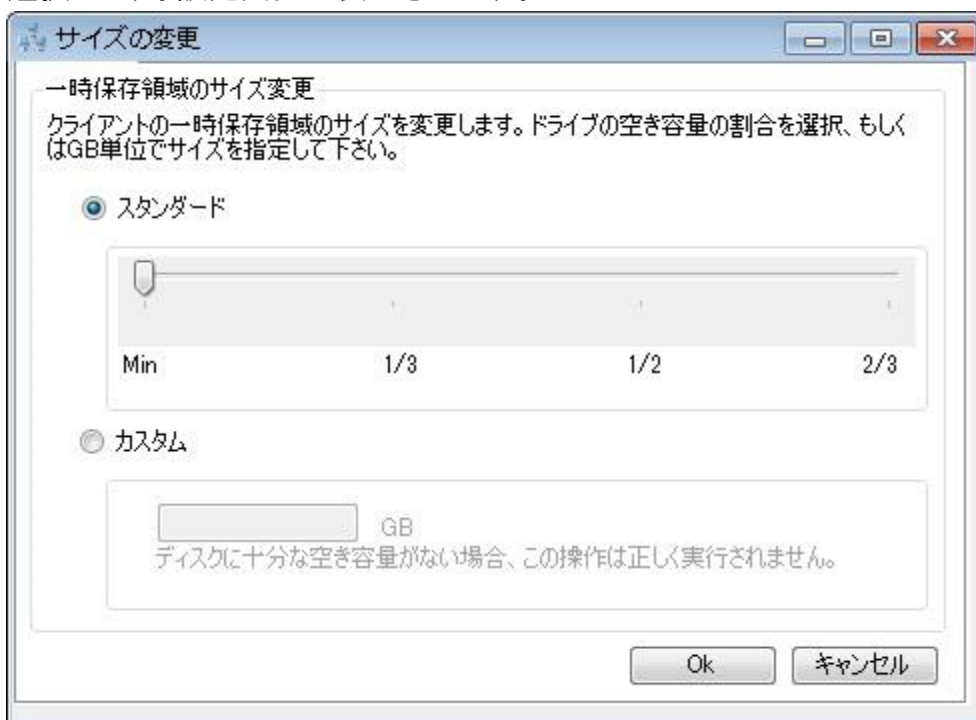 サイズの変更
一時保存領域のサイズ変更
クライアントの一時保存領域のサイズを変更します。ドライブの空き容量の割合を選択、もしく
はGB単位でサイズを指定して下さい。
スタンダード
Min 1/3 1/2 2/3
カスタム
GB
ディスクに十分な空き容量がない場合、この操作は正しく実行されません。
Ok キャンセル